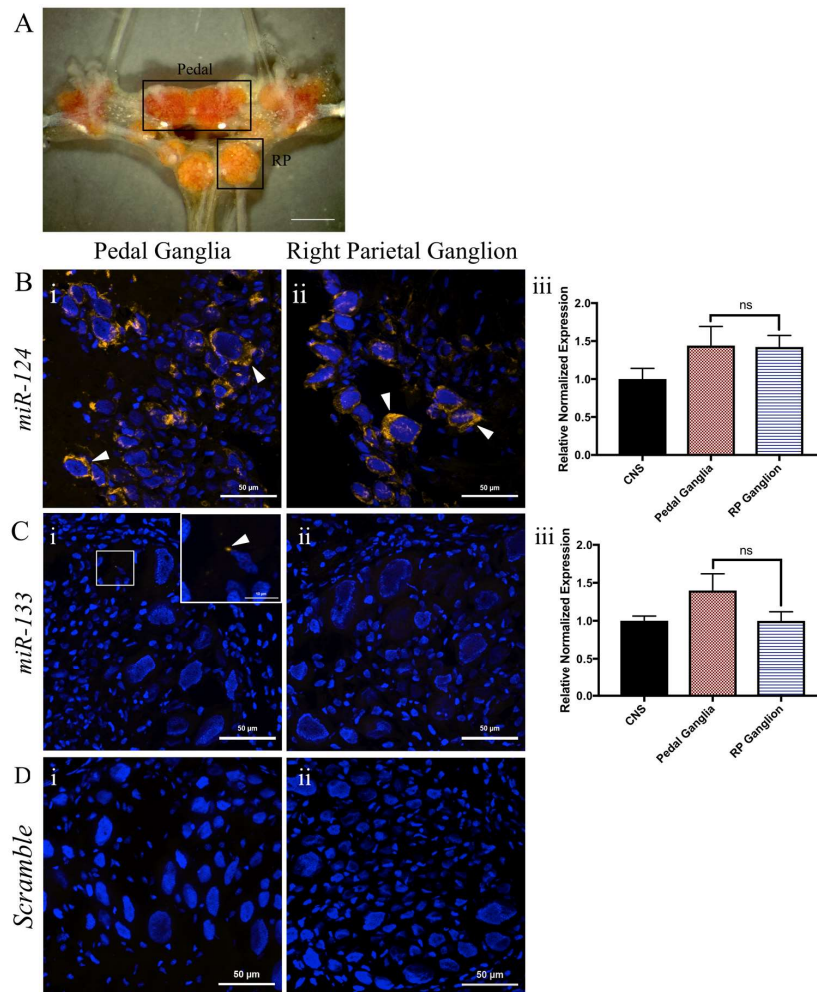 A
Pedal
RP
Pedal Ganglia
Right Parietal Ganglion
B
i
ii
iii
miR-124
50 µm
50 µm
Relative Normalized Expression
2.0
1.5
1.0
0.5
0.0
ns
CNS
Pedal Ganglia
RP Ganglion
C
i
ii
iii
miR-133
50 µm
50 µm
Relative Normalized Expression
2.0
1.5
1.0
0.5
0.0
ns
CNS
Pedal Ganglia
RP Ganglion
D
i
ii
Scramble
50 µm
50 µm